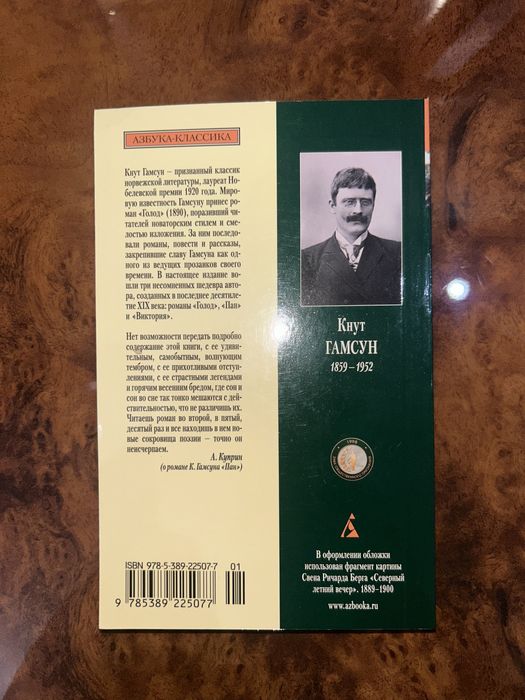 АЗБУКА-КЛАССИКА
Кнут Гамсун – признанный классик
норвежской литературы, лауреат Но-
белевской премии 1920 года. Миро-
вую известность Гамсуну принес ро-
ман «Голод» (1890), поразивший чи-
тателей новаторским стилем и сме-
лостью изложения. За ним последо-
вали романы, повести и рассказы,
закрепившие славу Гамсуна как од-
ного из ведущих прозаиков своего
времени. В настоящее издание во-
шли три несомненных шедевра авто-
ра, созданных в последнее десятиле-
тие XIX века: романы «Голод», «Пан»
и «Виктория».
Нет возможности передать подробно
содержание этой книги, с ее удиви-
тельным, самобытным, волнующим
тембром, с ее прихотливыми отступ-
лениями, с ее страстными легендами
и горячим весенним бредом, где сон и
сон во сне так тонко мешаются с дей-
ствительностью, что не различишь их.
Читаешь роман во второй, в пятый,
десятый раз и все находишь в нем но-
вые сокровища поэзии – точно он
неисчерпаем.
А. Куприн
(о романе К. Гамсуна «Пан»)
ISBN 978-5-389-22507-7
01
9 785389 225077
Кнут
ГАМСУН
1859 – 1952
1998
В оформлении обложки
использован фрагмент картины
Свена Ричарда Берга «Северный
летний вечер». 1889–1900
www.azbooka.ru